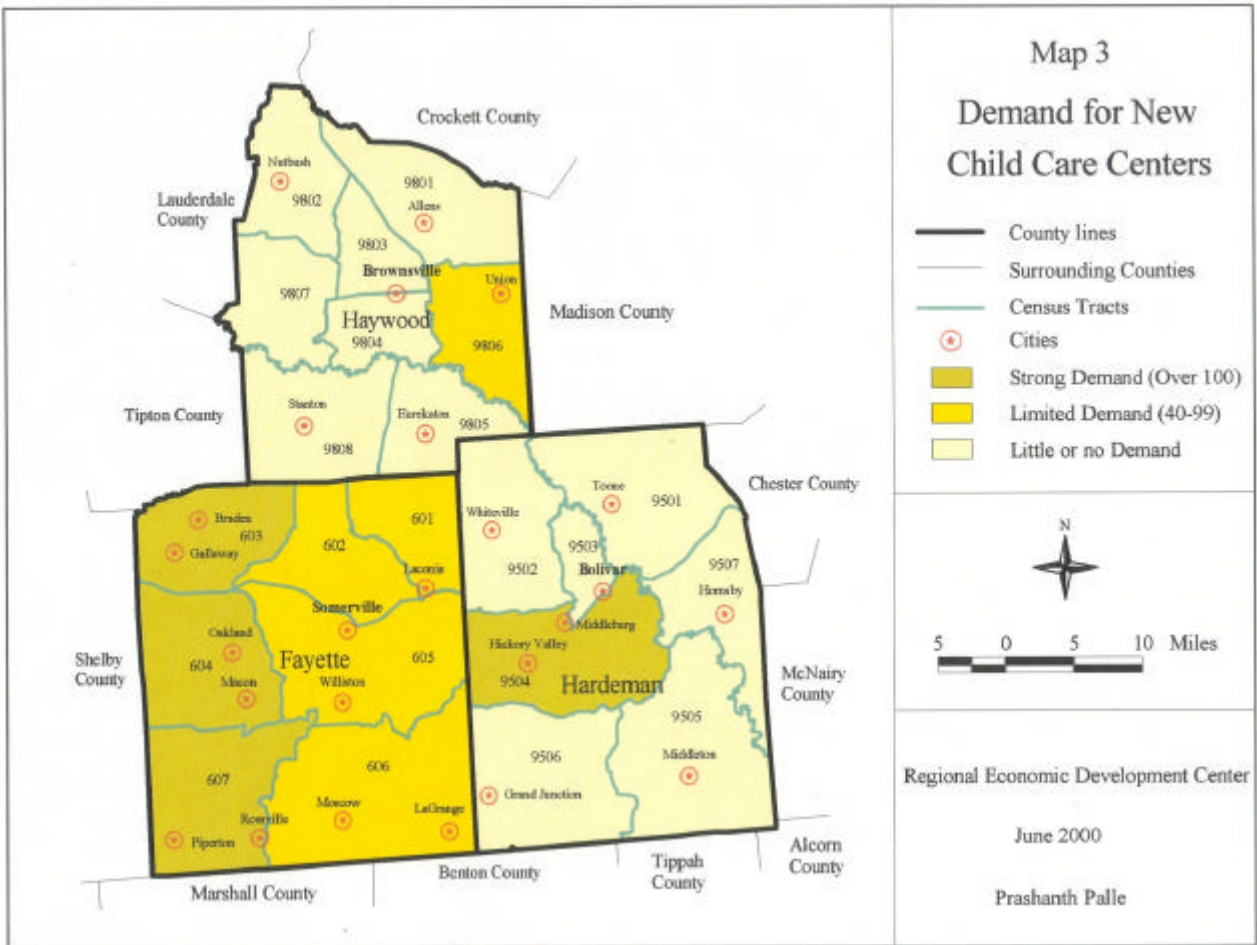 Map 3
Demand for New
Child Care Centers
County lines
Surrounding Counties
Census Tracts
Cities
Strong Demand (Over 100)
Limited Demand (40-99)
Little or no Demand
N
5 0 5 10 Miles
Regional Economic Development Center
June 2000
Prashanth Palle
Crockett County
Lauderdale
County
Nutbush
9802
9801
Allens
9803
Brownsville
9807
Haywood
9804
Union
9806
Madison County
Tipton County
Stanton
9808
Eurekaton
9805
Chester County
Braden
603
Gallaway
602
601
Laconia
Somerville
Shelby
County
Oakland
604
Macon
Fayette
605
Williston
607
606
Moscow
LaGrange
Rossville
Piperton
Marshall County
Whiteville
9502
Toone
9501
9503
Bolivar
9507
Hornsby
Middleburg
Hickory Valley
9504
Hardeman
McNairy
County
9505
Middleton
9506
Grand Junction
Benton County
Tippah
County
Alcorn
County